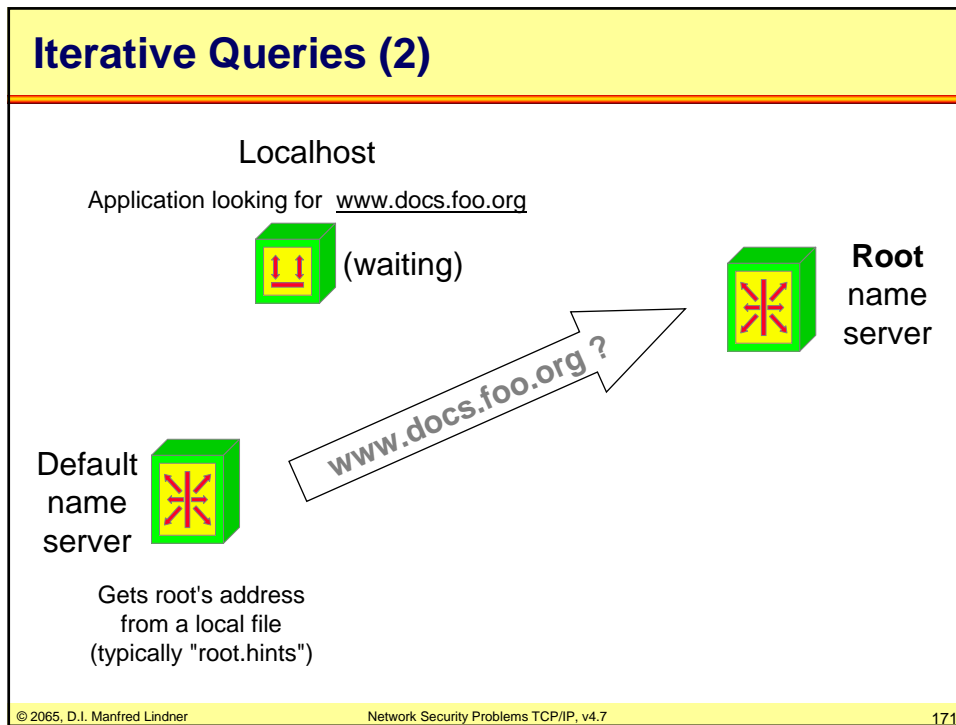 Iterative Queries (2)
Localhost
Application looking for www.docs.foo.org
(waiting)
Root
name
server
www.docs.foo.org ?
Default
name
server
Gets root's address
from a local file
(typically "root.hints")
© 2065, D.I. Manfred Lindner
Network Security Problems TCP/IP, v4.7
171